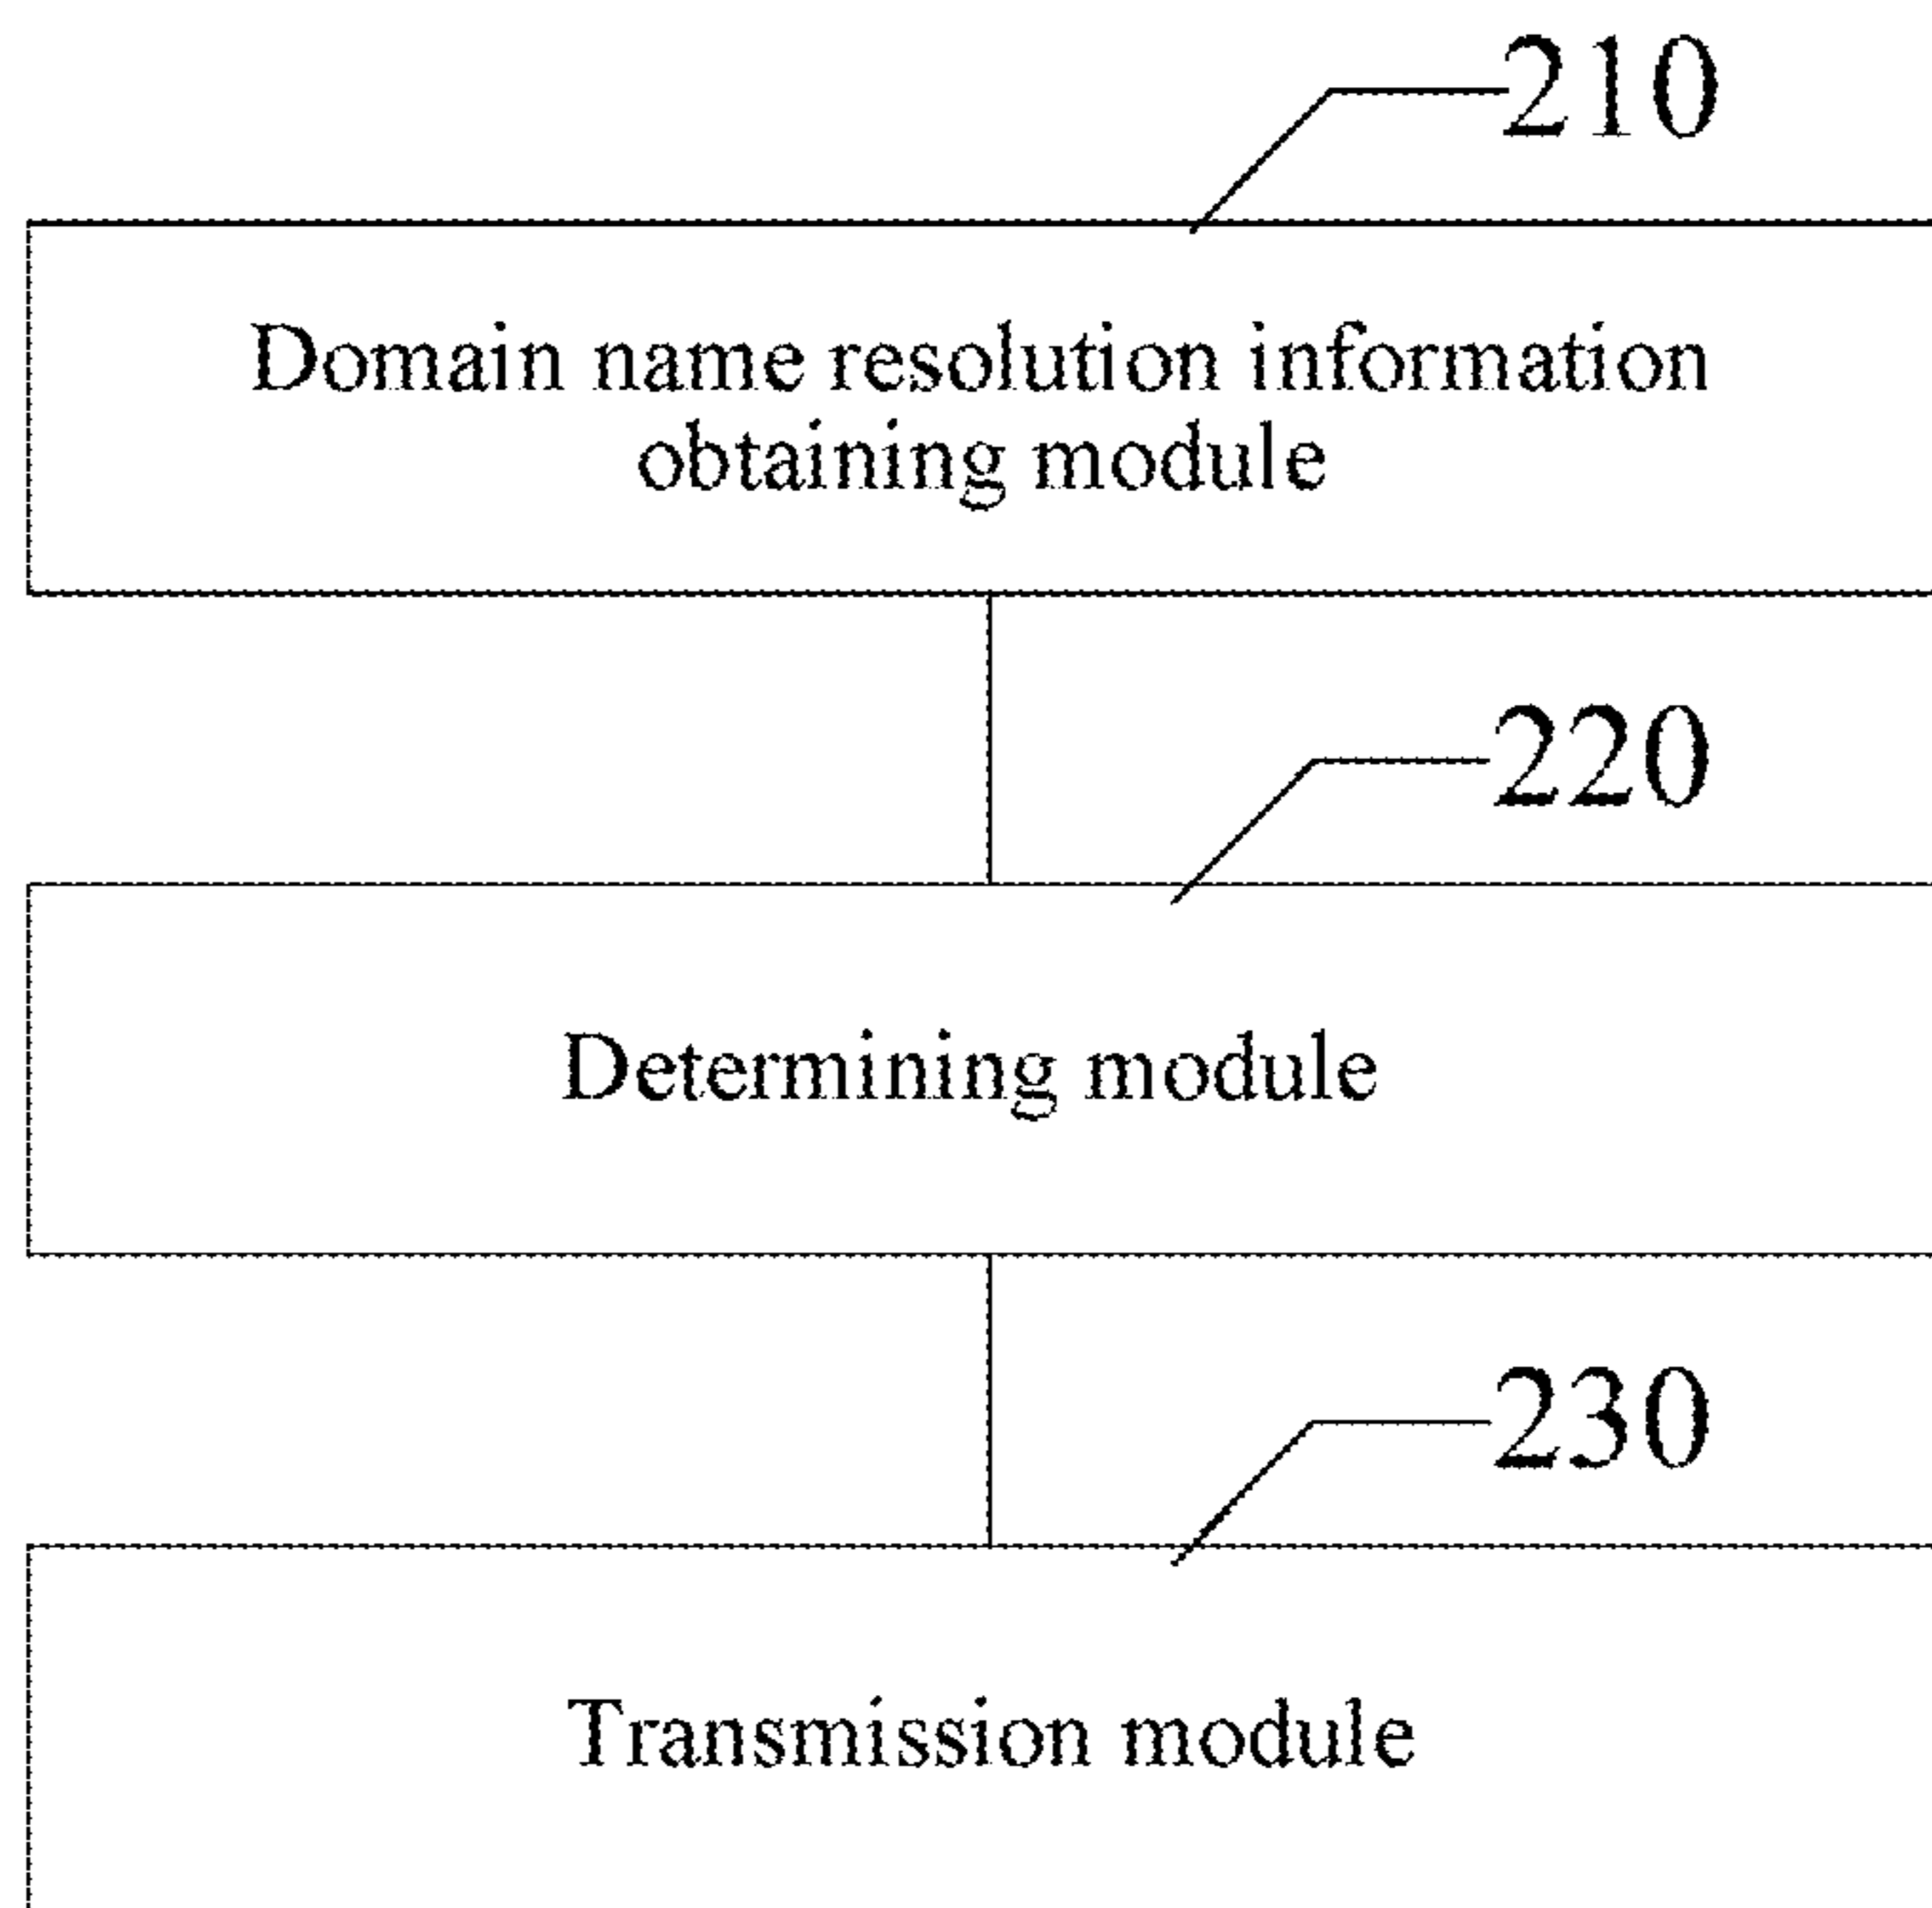 210
Domain name resolution information
obtaining module
220
Determining module
230
Transmission module